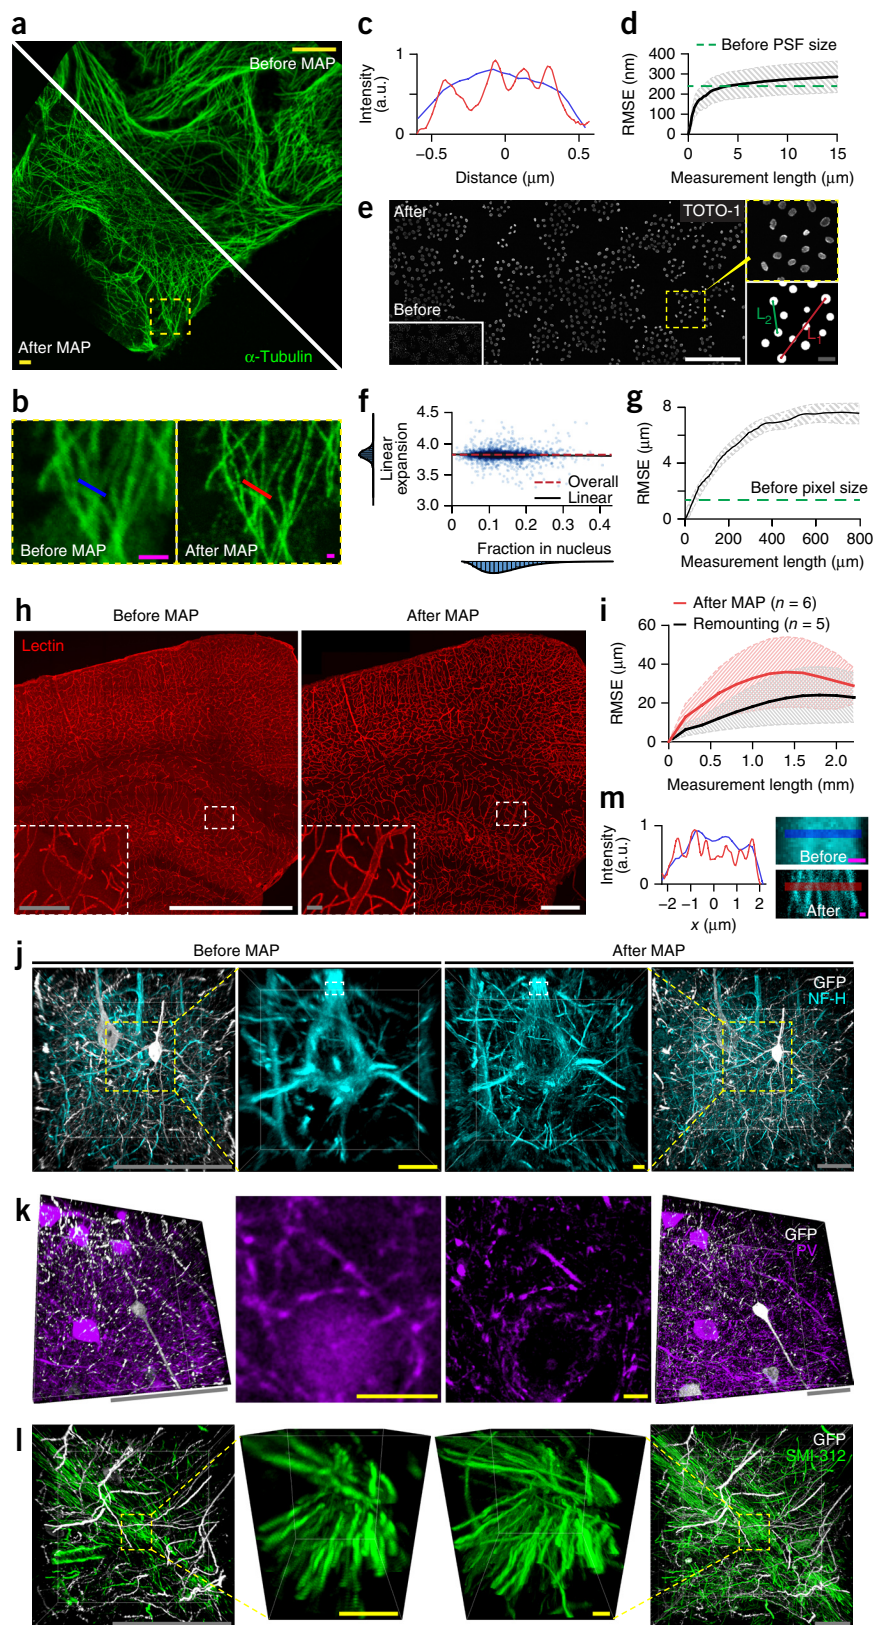 a
Before MAP
After MAP
α-Tubulin
b
Before MAP
After MAP
c
Intensity
(a.u.)
1
0
−0.5
0
0.5
Distance (μm)
d
Before PSF size
RMSE (nm)
400
300
200
100
0
0
5
10
15
Measurement length (μm)
e
After
TOTO-1
Before
L2
L1
f
Linear
expansion
4.5
4.0
3.5
3.0
Overall
Linear
0
0.1
0.2
0.3
0.4
Fraction in nucleus
g
RMSE (μm)
8
4
0
Before pixel size
0
200
400
600
800
Measurement length (μm)
h
Before MAP
After MAP
Lectin
i
After MAP (n = 6)
Remounting (n = 5)
RMSE (μm)
60
40
20
0
0
0.5
1.0
1.5
2.0
Measurement length (mm)
m
Intensity
(a.u.)
1
0
−2
−1
0
1
2
x (μm)
Before
After
j
Before MAP
After MAP
GFP
NF-H
k
GFP
PV
l
GFP
SMI-312